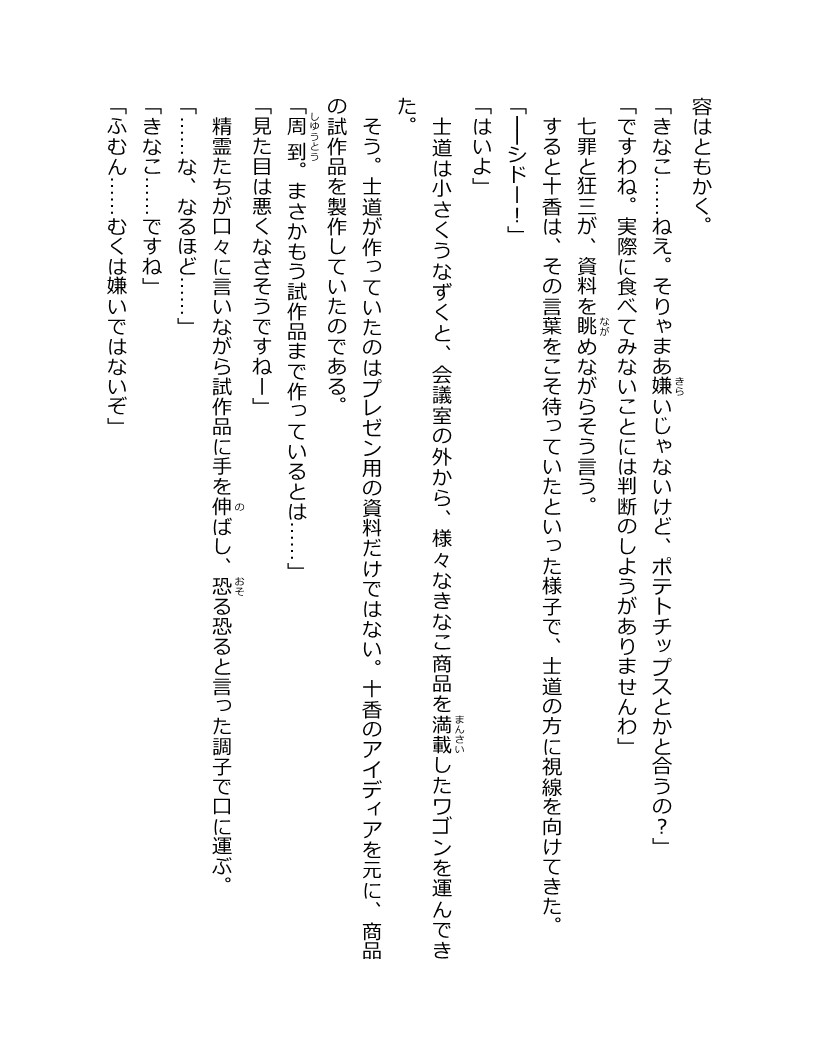 容はともかく。
「きなこ……ねえ。そりゃまあ嫌いじゃないけど、ポテトチップスとかと合うの？」
「ですわね。実際に食べてみないことには判断のしようがありませんわ」
七罪と狂三が、資料を眺めながらそう言う。
すると十香は、その言葉をこそ待っていたといった様子で、士道の方に視線を向けてきた。
「――シドー！」
「はいよ」
士道は小さくうなずくと、会議室の外から、様々なきなこ商品を満載したワゴンを運んでき
た。
そう。士道が作っていたのはプレゼン用の資料だけではない。十香のアイディアを元に、商品
の試作品を製作していたのである。
「周到。まさかもう試作品まで作っているとは……」
「見た目は悪くなさそうですねー」
精霊たちが口々に言いながら試作品に手を伸ばし、恐る恐ると言った調子で口に運ぶ。
「……な、なるほど……」
「きなこ……ですね」
「ふむん……むくは嫌いではないぞ」